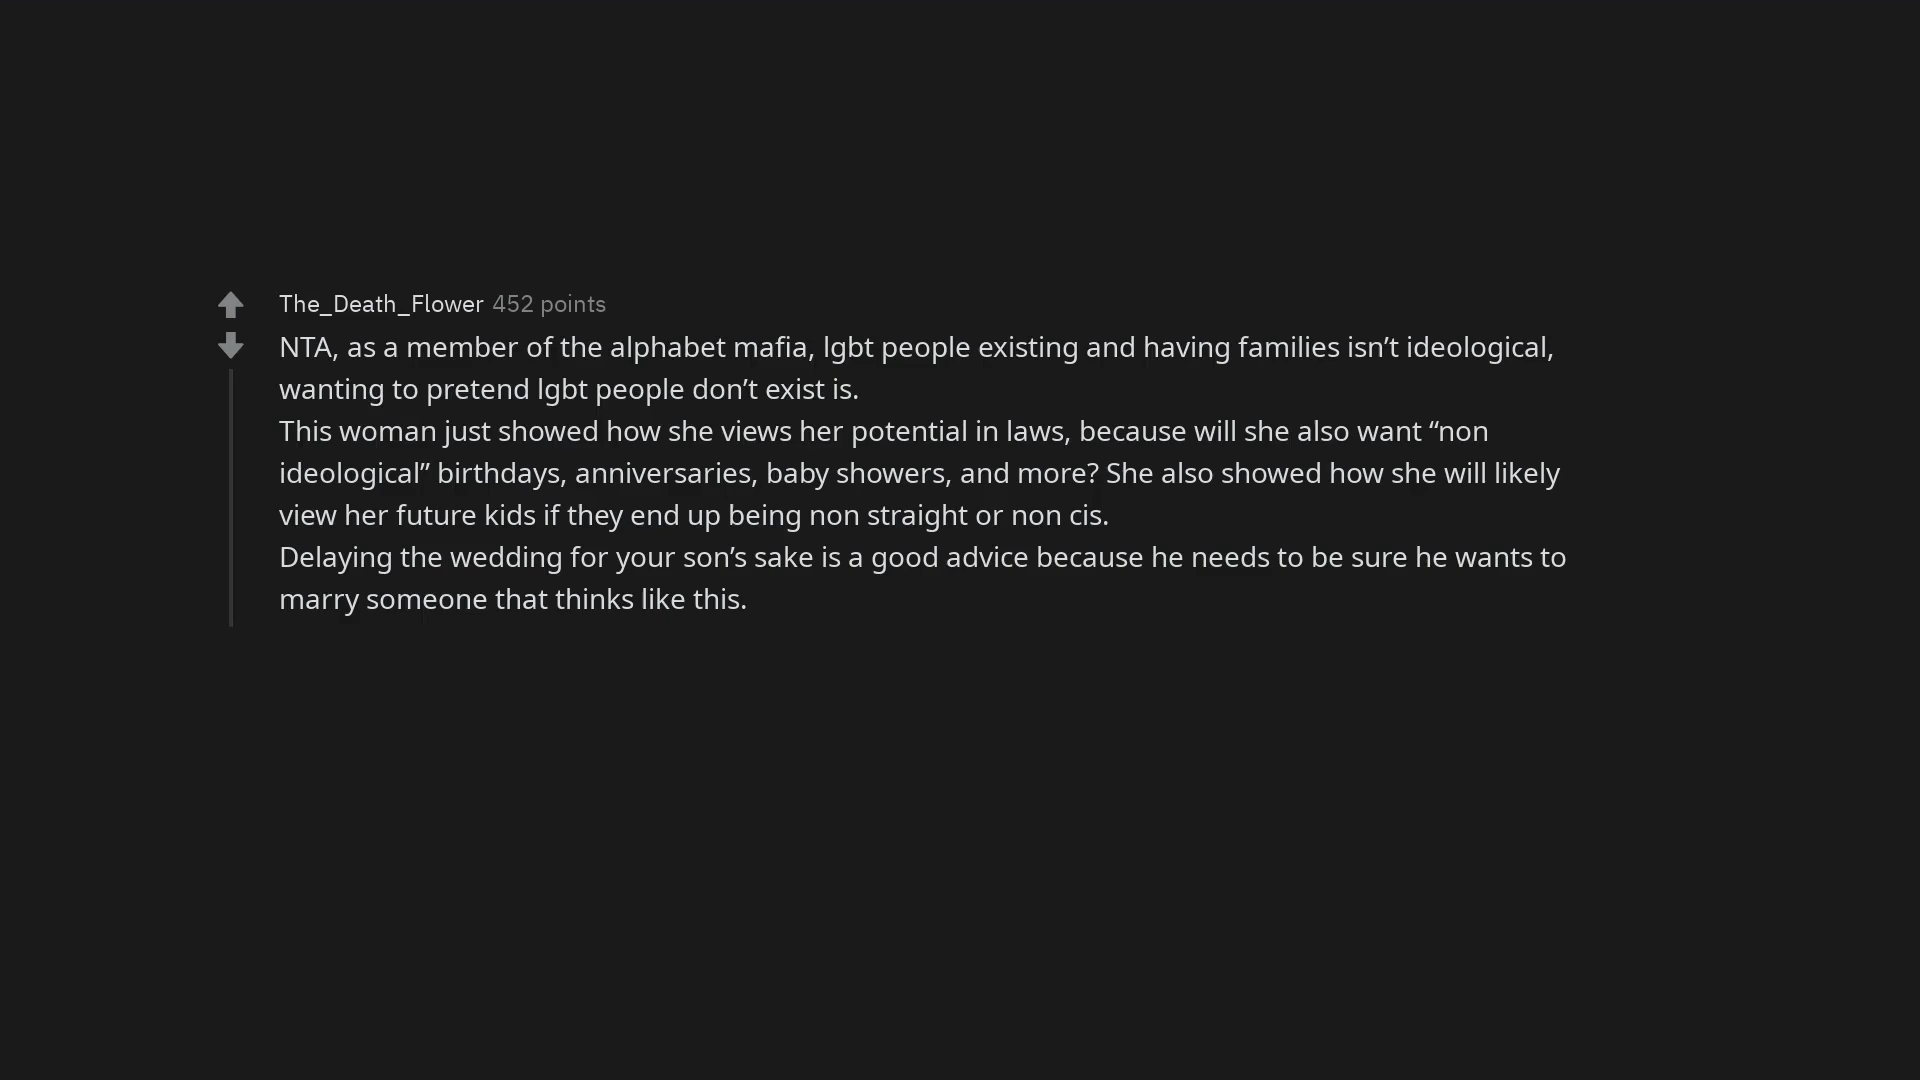 The_Death_Flower 452 points
NTA, as a member of the alphabet mafia, lgbt people existing and having families isn’t ideological,
wanting to pretend lgbt people don’t exist is.
This woman just showed how she views her potential in laws, because will she also want “non
ideological” birthdays, anniversaries, baby showers, and more? She also showed how she will likely
view her future kids if they end up being non straight or non cis.
Delaying the wedding for your son’s sake is a good advice because he needs to be sure he wants to
marry someone that thinks like this.